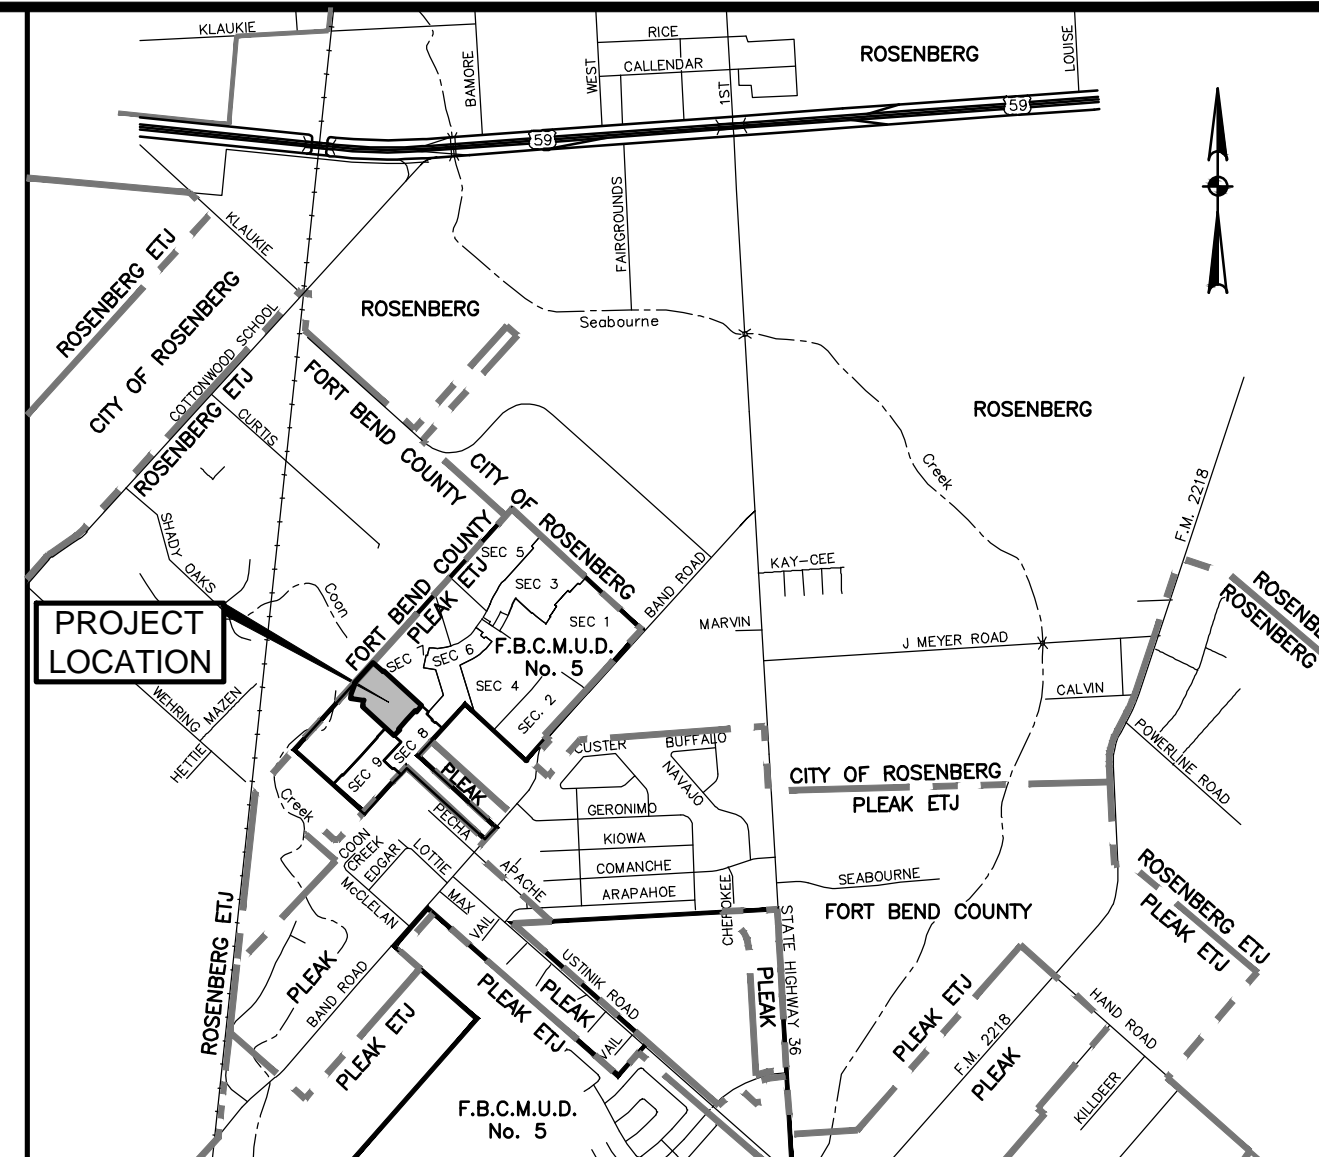 KLAUKIE
RICE
ROSENBERG
LOUISE
WEST
CALLENDAR
BAMORE
1ST
59
59
FAIRGROUNDS
KLAUKIE
ROSENBERG ETJ
CITY OF ROSENBERG
COTTONWOOD SCHOOL
ROSENBERG
Seabourne
ROSENBERG ETJ
CURTIS
FORT BEND COUNTY
ROSENBERG
Creek
F.M. 2218
CITY OF ROSENBERG
SHADY OAKS
Coon
FORT BEND COUNTY
PLEAK ETJ
SEC 5
SEC 3
SEC 1
BAND ROAD
KAY-CEE
MARVIN
J MEYER ROAD
ROSENBE
ROSENBERG
PROJECT
LOCATION
SEC 7
SEC 6
F.B.C.M.U.D.
No. 5
SEC 4
SEC. 2
CALVIN
WEHRING
MAZEN
HETTIE
SEC 8
SEC 9
CUSTER
BUFFALO
NAVAJO
POWERLINE ROAD
CITY OF ROSENBERG
PLEAK ETJ
PLEAK
PECHA
Creek
GERONIMO
KIOWA
COMANCHE
ARAPAHOE
COON
CREEK
EDGAR
LOTTIE
McCLELAN
MAX
VAIL
APACHE
CHEROKEE
SEABOURNE
FORT BEND COUNTY
ROSENBERG ETJ
PLEAK ETJ
ROSENBERG ETJ
PLEAK
BAND ROAD
PLEAK ETJ
PLEAK ETJ
PLEAK
USTINIK ROAD
VAIL
PLEAK
STATE HIGHWAY 36
PLEAK ETJ
F.M. 2218
PLEAK
HAND ROAD
KILLDEER
F.B.C.M.U.D.
No. 5